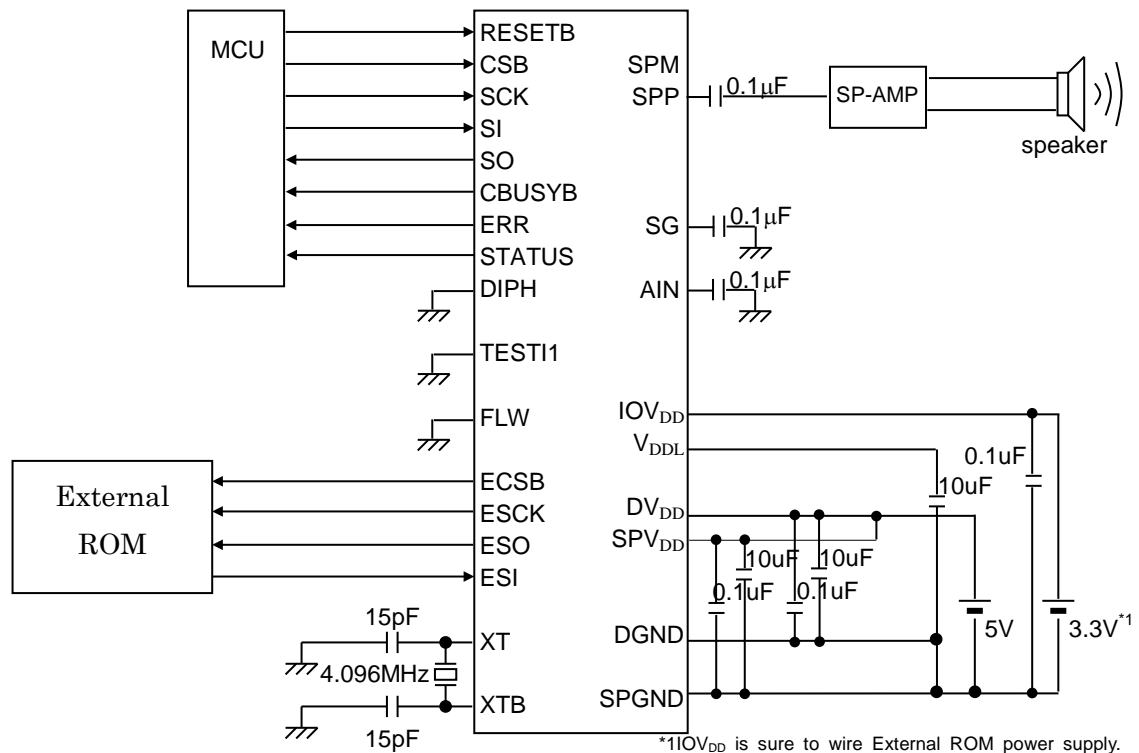 MCU
RESETB
CSB
SCK
SI
SO
CBUSYB
ERR
STATUS
DIPH
TESTI1
FLW
External
ROM
ECSB
ESCK
ESO
ESI
15pF
XT
4.096MHz
XTB
15pF
SPM
SPP
0.1μF
SP-AMP
speaker
SG
0.1μF
AIN
0.1μF
IOVDD
VDDL
0.1uF
10uF
DVDD
SPVDD
10uF
10uF
0.1uF
0.1uF
DGND
5V
3.3V*1
SPGND
*1IOVDD is sure to wire External ROM power supply.